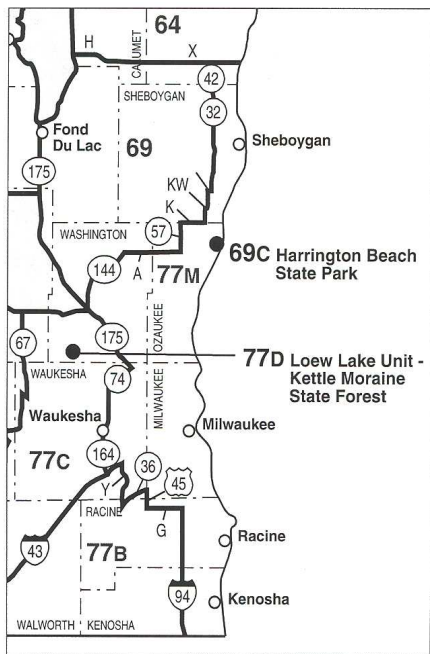 64
H
CALUMET
X
42
SHEBOYGAN
32
Fond
Du Lac
69
Sheboygan
175
KW
K
57
WASHINGTON
69C Harrington Beach
State Park
144
A
77M
OZAUKEE
175
67
77D Loew Lake Unit -
Kettle Moraine
State Forest
WAUKESHA
74
MILWAUKEE
Waukesha
Milwaukee
77C
164
36
Y
45
RACINE
G
43
77B
Racine
94
Kenosha
WALWORTH
KENOSHA